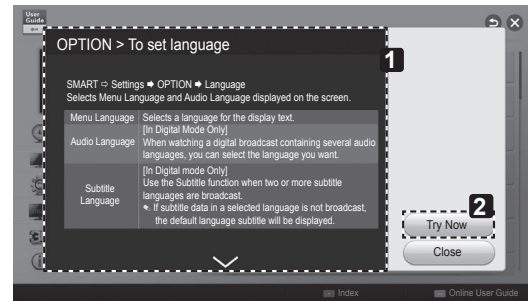 User
Guide
OPTION > To set language
1
SMART ⇨ Settings ➡ OPTION ➡ Language
Selects Menu Language and Audio Language displayed on the screen.
Menu Language Selects a language for the display text.
Audio Language
[In Digital Mode Only]
When watching a digital broadcast containing several audio
languages, you can select the language you want.
Subtitle
Language
[In Digital mode Only]
Use the Subtitle function when two or more subtitle
languages are broadcast.
If subtitle data in a selected language is not broadcast,
the default language subtitle will be displayed.
2
Try Now
Close
Index
Online User Guide